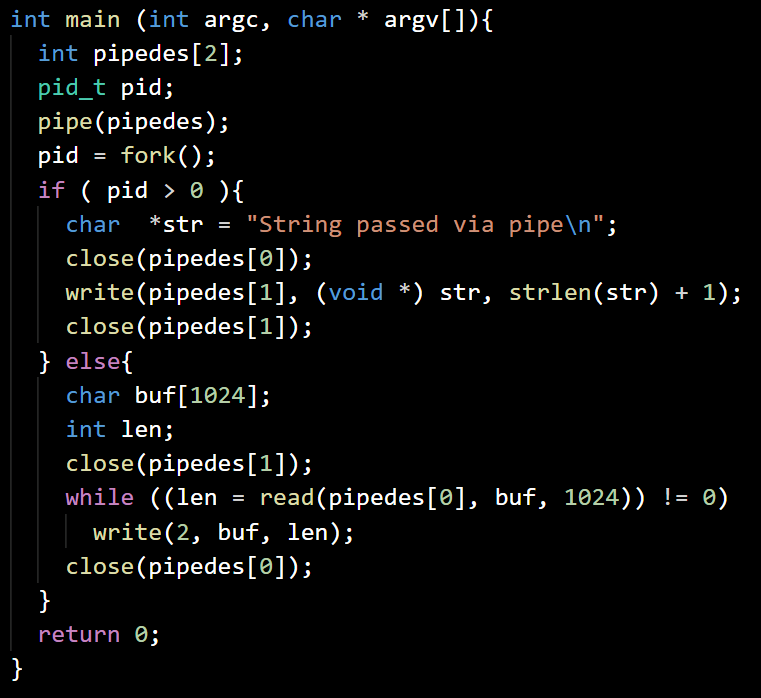 int main (int argc, char * argv[]){
  int pipedes[2];
  pid_t pid;
  pipe(pipedes);
  pid = fork();
  if ( pid > 0 ){
    char  *str = "String passed via pipe\n";
    close(pipedes[0]);
    write(pipedes[1], (void *) str, strlen(str) + 1);
    close(pipedes[1]);
  } else{
    char buf[1024];
    int len;
    close(pipedes[1]);
    while ((len = read(pipedes[0], buf, 1024)) != 0)
      write(2, buf, len);
    close(pipedes[0]);
  }
  return 0;
}